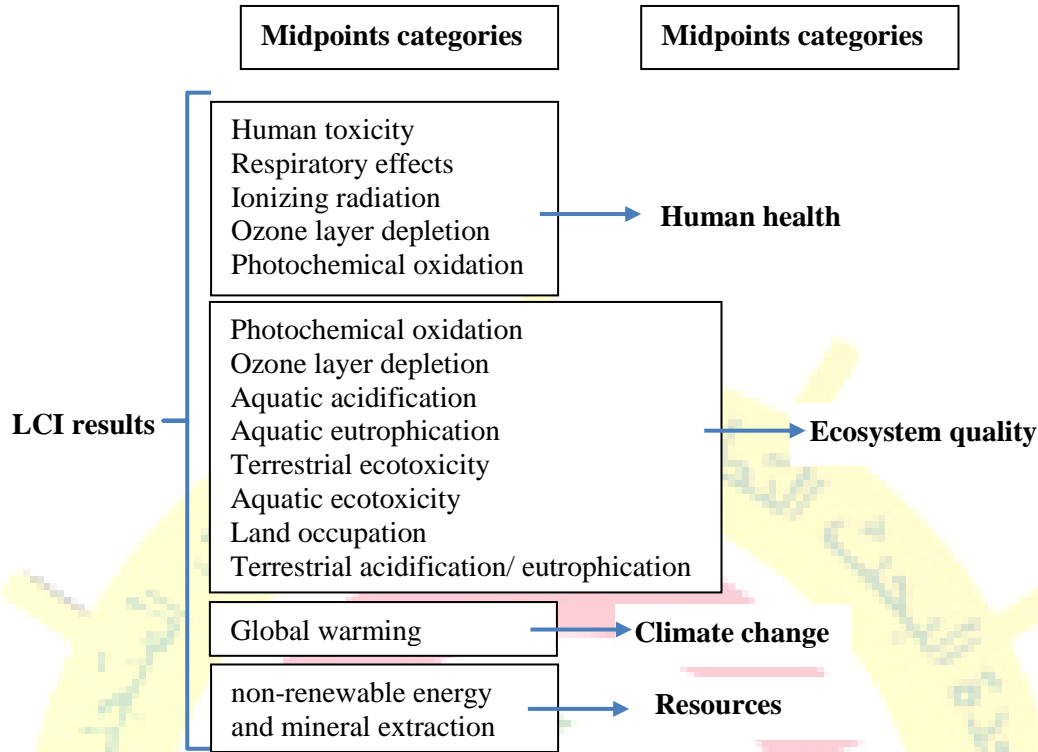 Midpoints categories
Midpoints categories
Human toxicity
Respiratory effects
Ionizing radiation
Ozone layer depletion
Photochemical oxidation
Human health
Photochemical oxidation
Ozone layer depletion
Aquatic acidification
Aquatic eutrophication
Terrestrial ecotoxicity
Aquatic ecotoxicity
Land occupation
Terrestrial acidification/ eutrophication
LCI results
Ecosystem quality
Global warming
Climate change
non-renewable energy
and mineral extraction
Resources